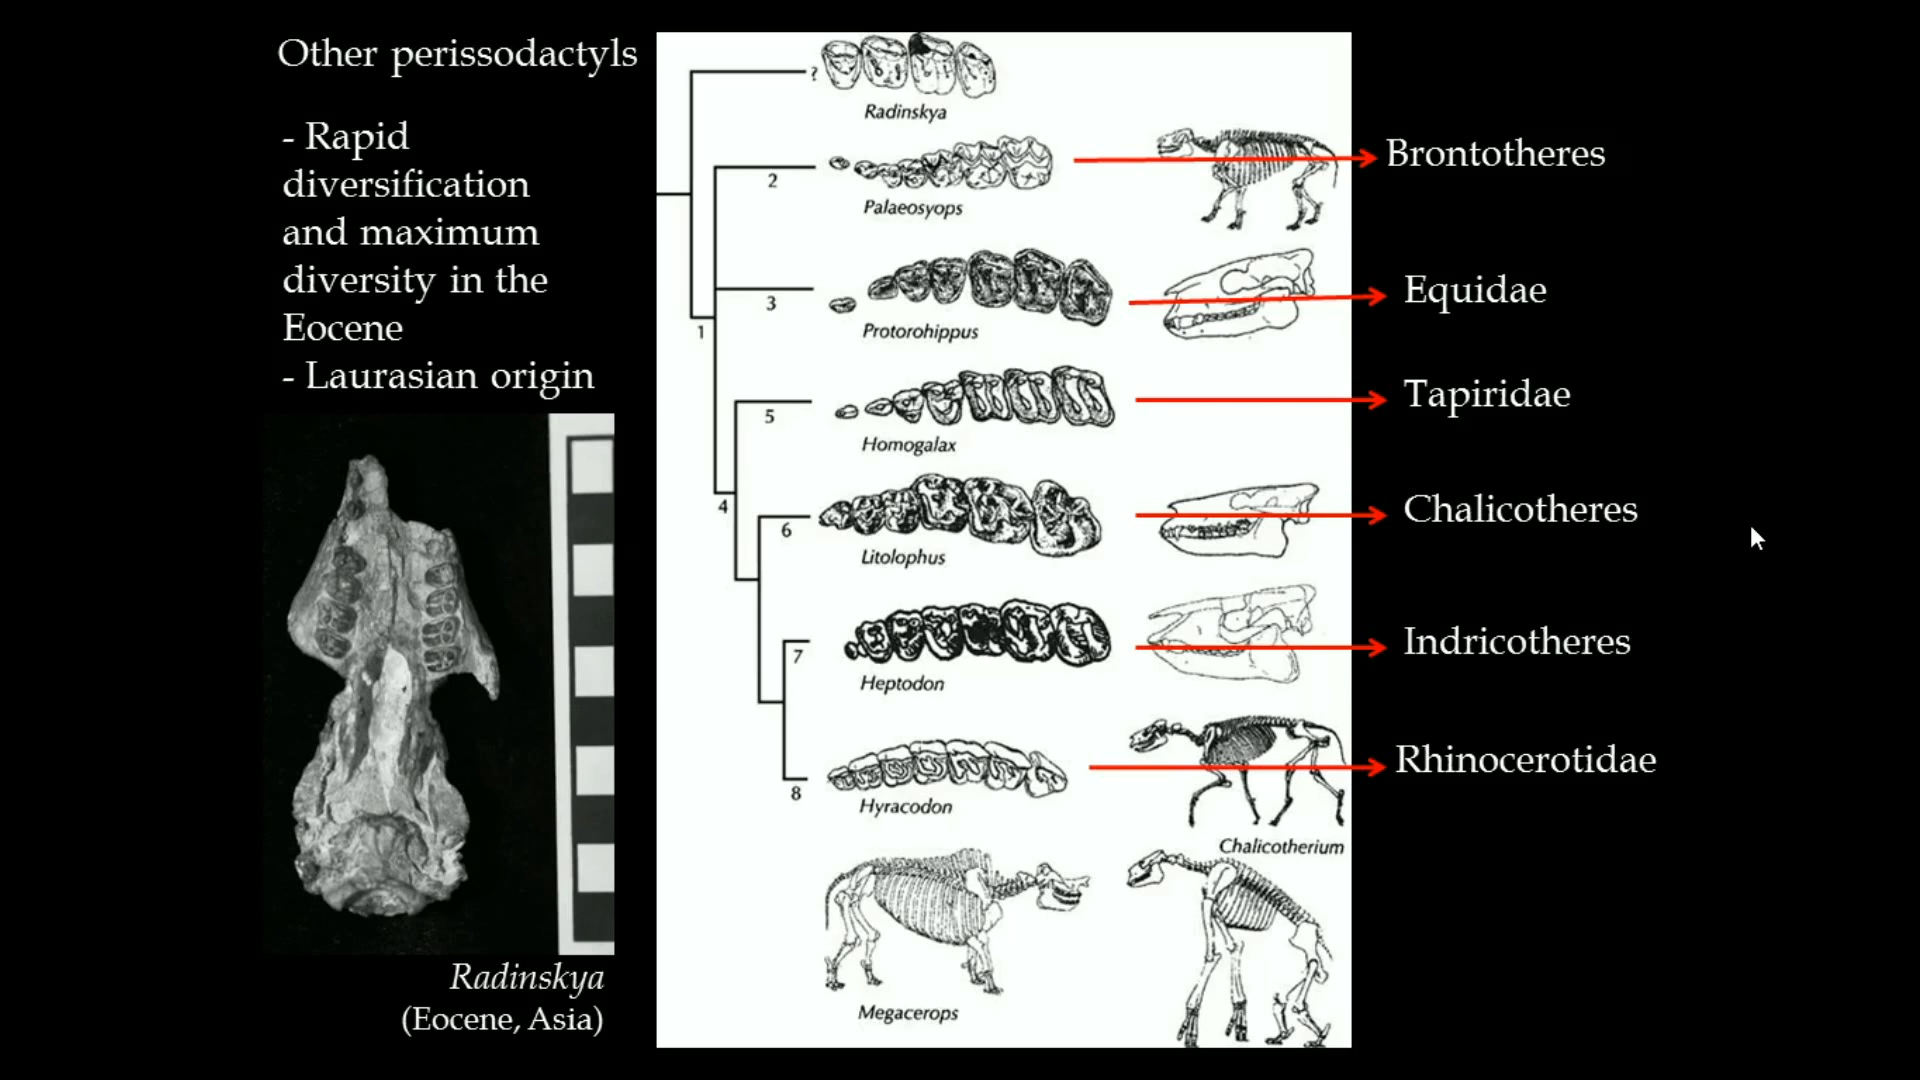 Other perissodactyls
- Rapid
diversification
and maximum
diversity in the
Eocene
- Laurasian origin
Radinskya
(Eocene, Asia)
?
Radinskya
2
Palaeosyops
Brontotheres
3
Protorohippus
Equidae
1
5
Homogalax
Tapiridae
4
6
Litolophus
Chalicotheres
7
Heptodon
Indricotheres
8
Hyracodon
Rhinocerotidae
Chalicotherium
Megacerops